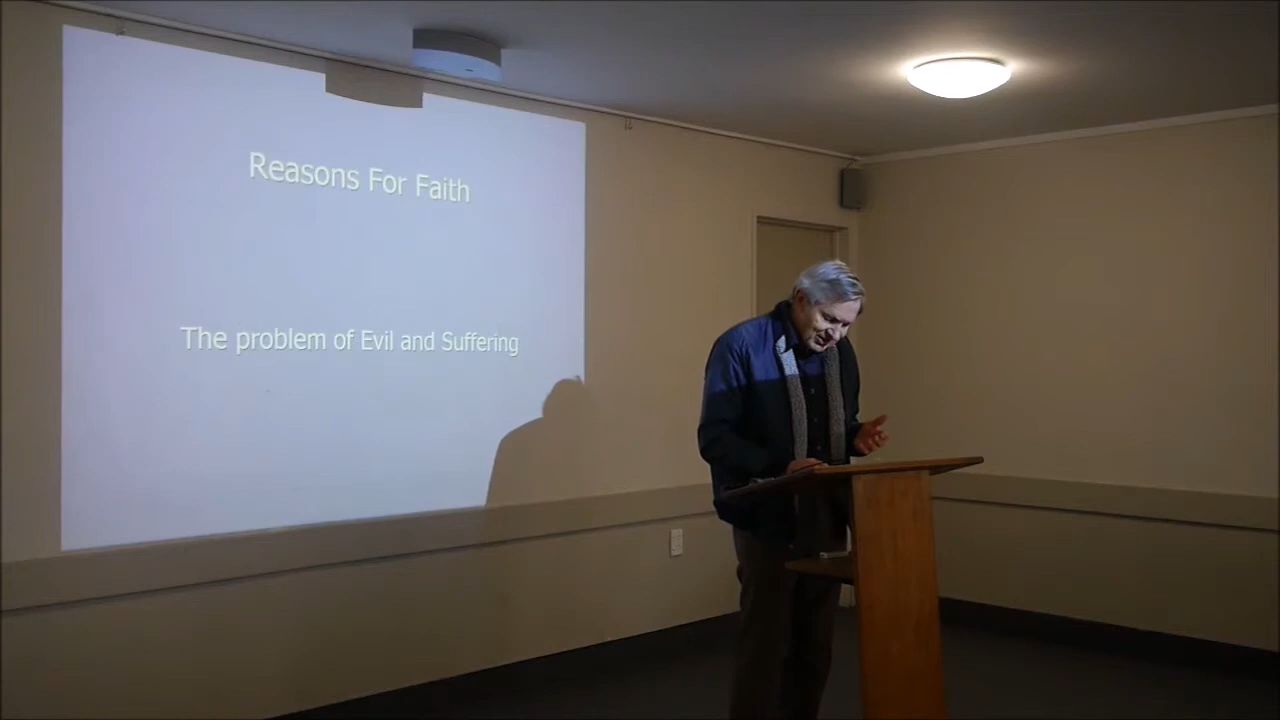 Reasons For Faith
The problem of Evil and Suffering